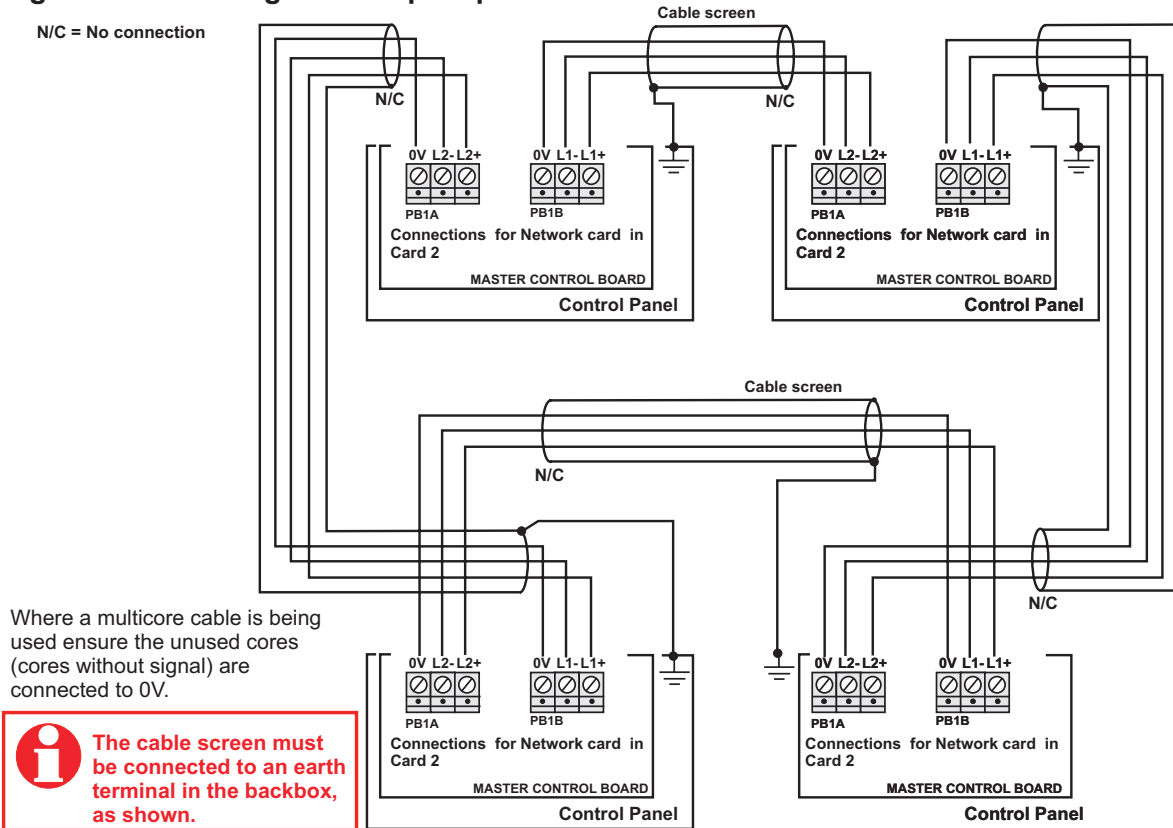 N/C = No connection
Cable screen
N/C
N/C
0V L2- L2+
0V L1- L1+
0V L2- L2+
0V L1- L1+
PB1A
PB1B
PB1A
PB1B
Connections for Network card in
Card 2
Connections for Network card in
Card 2
MASTER CONTROL BOARD
MASTER CONTROL BOARD
Control Panel
Control Panel
Cable screen
N/C
N/C
Where a multicore cable is being
used ensure the unused cores
(cores without signal) are
connected to 0V.
0V L2- L2+
0V L1- L1+
0V L2- L2+
0V L1- L1+
PB1A
PB1B
PB1A
PB1B
i The cable screen must
be connected to an earth
terminal in the backbox,
as shown.
Connections for Network card in
Card 2
Connections for Network card in
Card 2
MASTER CONTROL BOARD
MASTER CONTROL BOARD
Control Panel
Control Panel